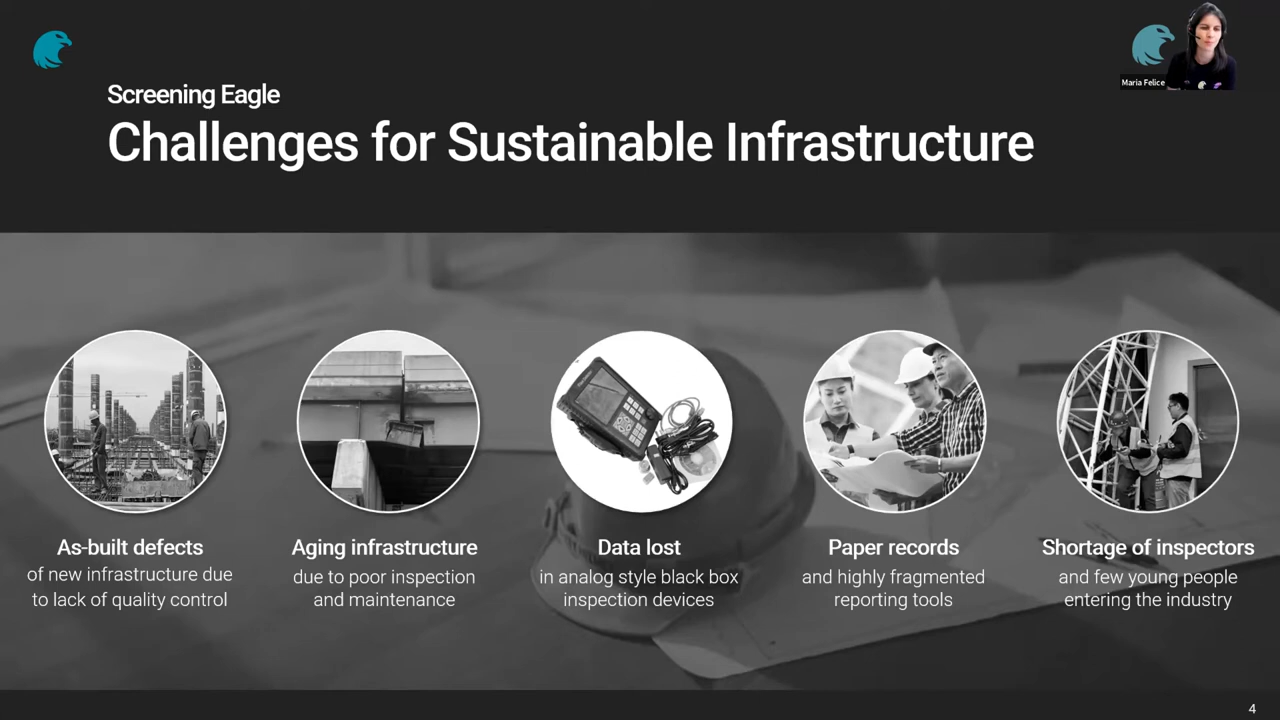 Maria Felice
Screening Eagle
Challenges for Sustainable Infrastructure
As-built defects
of new infrastructure due
to lack of quality control
Aging infrastructure
due to poor inspection
and maintenance
Data lost
in analog style black box
inspection devices
Paper records
and highly fragmented
reporting tools
Shortage of inspectors
and few young people
entering the industry
4